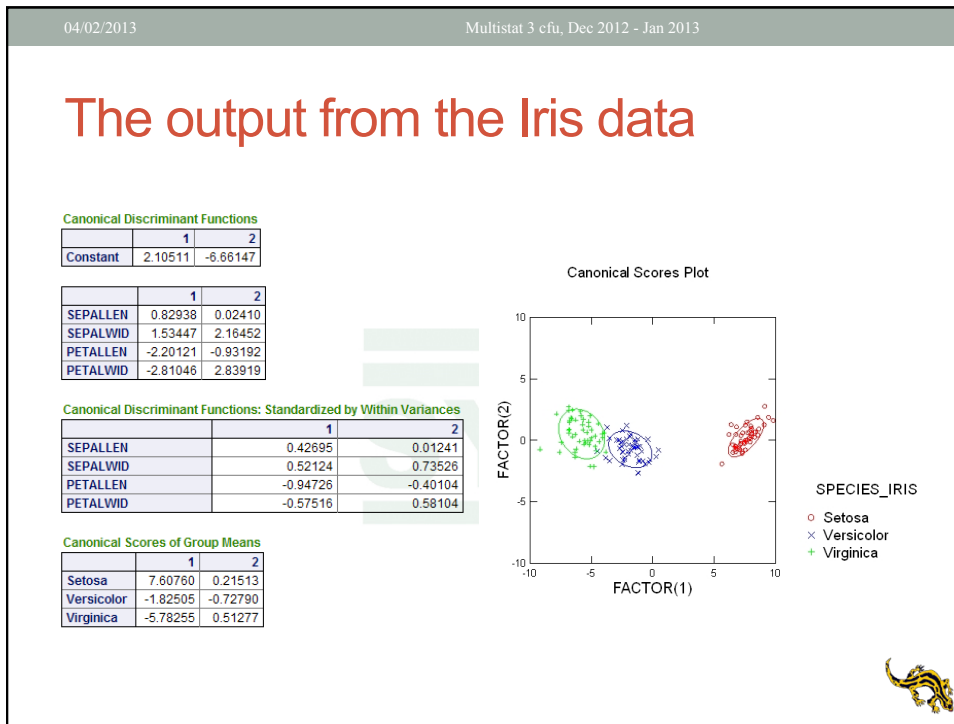 04/02/2013 Multistat 3 cfu, Dec 2012 - Jan 2013
The output from the Iris data
Canonical Discriminant Functions
1 2
Constant 2.10511 -6.66147
1 2
SEPALLEN 0.82938 0.02410
SEPALWID 1.53447 2.16452
PETALLEN -2.20121 -0.93192
PETALWID -2.81046 2.83919
Canonical Discriminant Functions: Standardized by Within Variances
1 2
SEPALLEN 0.42695 0.01241
SEPALWID 0.52124 0.73526
PETALLEN -0.94726 -0.40104
PETALWID -0.57516 0.58104
Canonical Scores of Group Means
1 2
Setosa 7.60760 0.21513
Versicolor -1.82505 -0.72790
Virginica -5.78255 0.51277
Canonical Scores Plot
10
5
0
-5
-10
FACTOR(2)
-10 -5 0 5 10
FACTOR(1)
SPECIES_IRIS
Setosa
Versicolor
Virginica